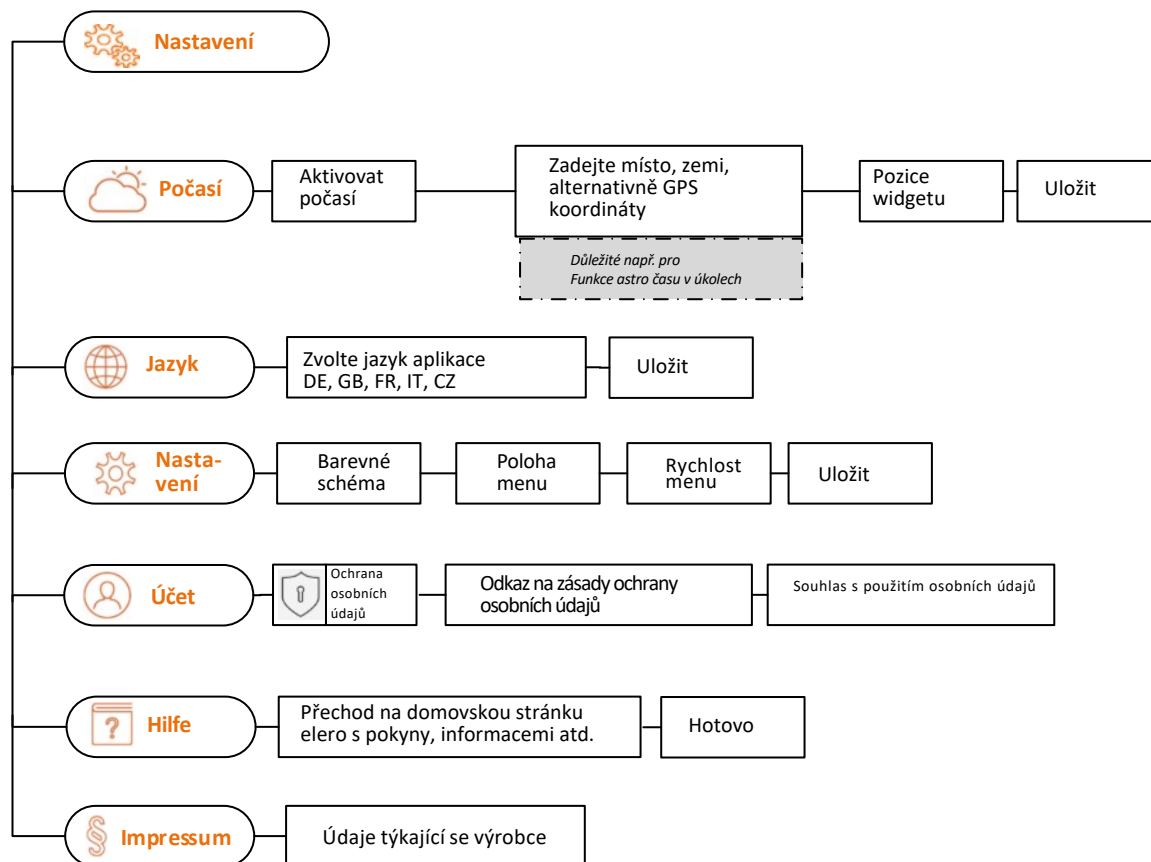 Nastavení
Počasí
Aktivovat
počasí
Zadejte místo, zemi,
alternativně GPS
koordináty
Důležité např. pro
Funkce astro času v úkolech
Pozice
widgetu
Uložit
Jazyk
Zvolte jazyk aplikace
DE, GB, FR, IT, CZ
Uložit
Nasta-
vení
Barevné
schéma
Poloha
menu
Rychlost
menu
Uložit
Účet
Ochrana
osobních
údajů
Odkaz na zásady ochrany
osobních údajů
Souhlas s použitím osobních údajů
?
Hilfe
Přechod na domovskou stránku
elero s pokyny, informacemi atd.
Hotovo
§
Impressum
Údaje týkající se výrobce